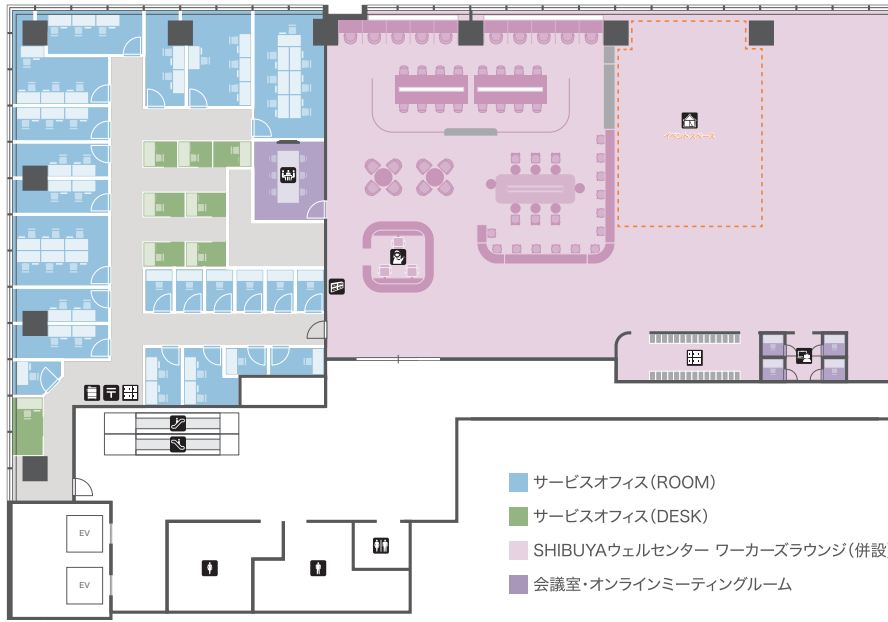 イベントスペース
EV
EV
サービスオフィス(ROOM)
サービスオフィス(DESK)
SHIBUYAウェルセンター ワーカーズラウンジ(併設
会議室・オンラインミーティングルーム